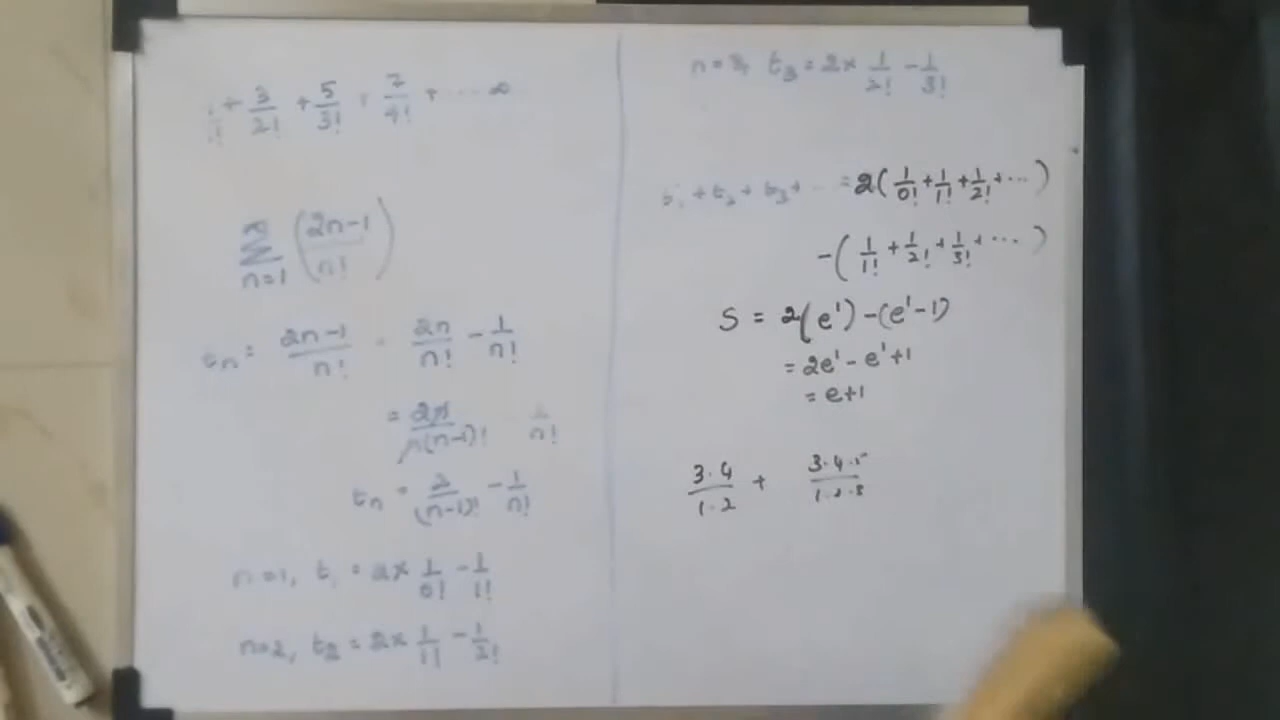 1/1! + 3/2! + 5/3! + 7/4! + ... ∞
∞
Σ (2n-1/n!)
n=1
tn = 2n-1/n! = 2n/n! - 1/n!
= 2n/n(n-1)! 1/n!
tn = 2/(n-1)! - 1/n!
n=1, t1 = 2× 1/0! - 1/1!
n=2, t2 = 2× 1/1! - 1/2!
n=3, t3 = 2× 1/2! - 1/3!
t1 + t2 + t3 + ... = 2(1/0! + 1/1! + 1/2! + ...)
-(1/1! + 1/2! + 1/3! + ...)
S = 2(e¹) - (e¹-1)
= 2e¹ - e¹+1
= e+1
3.4/1.2 + 3.4.5/1.2.3